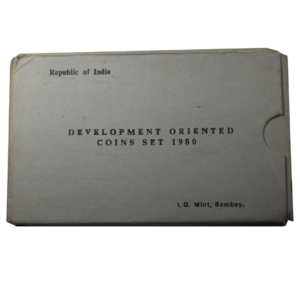 Republic of India
DEVELOPMENT ORIENTED
COINS SET 1980
I. G. Mint, Bombay.